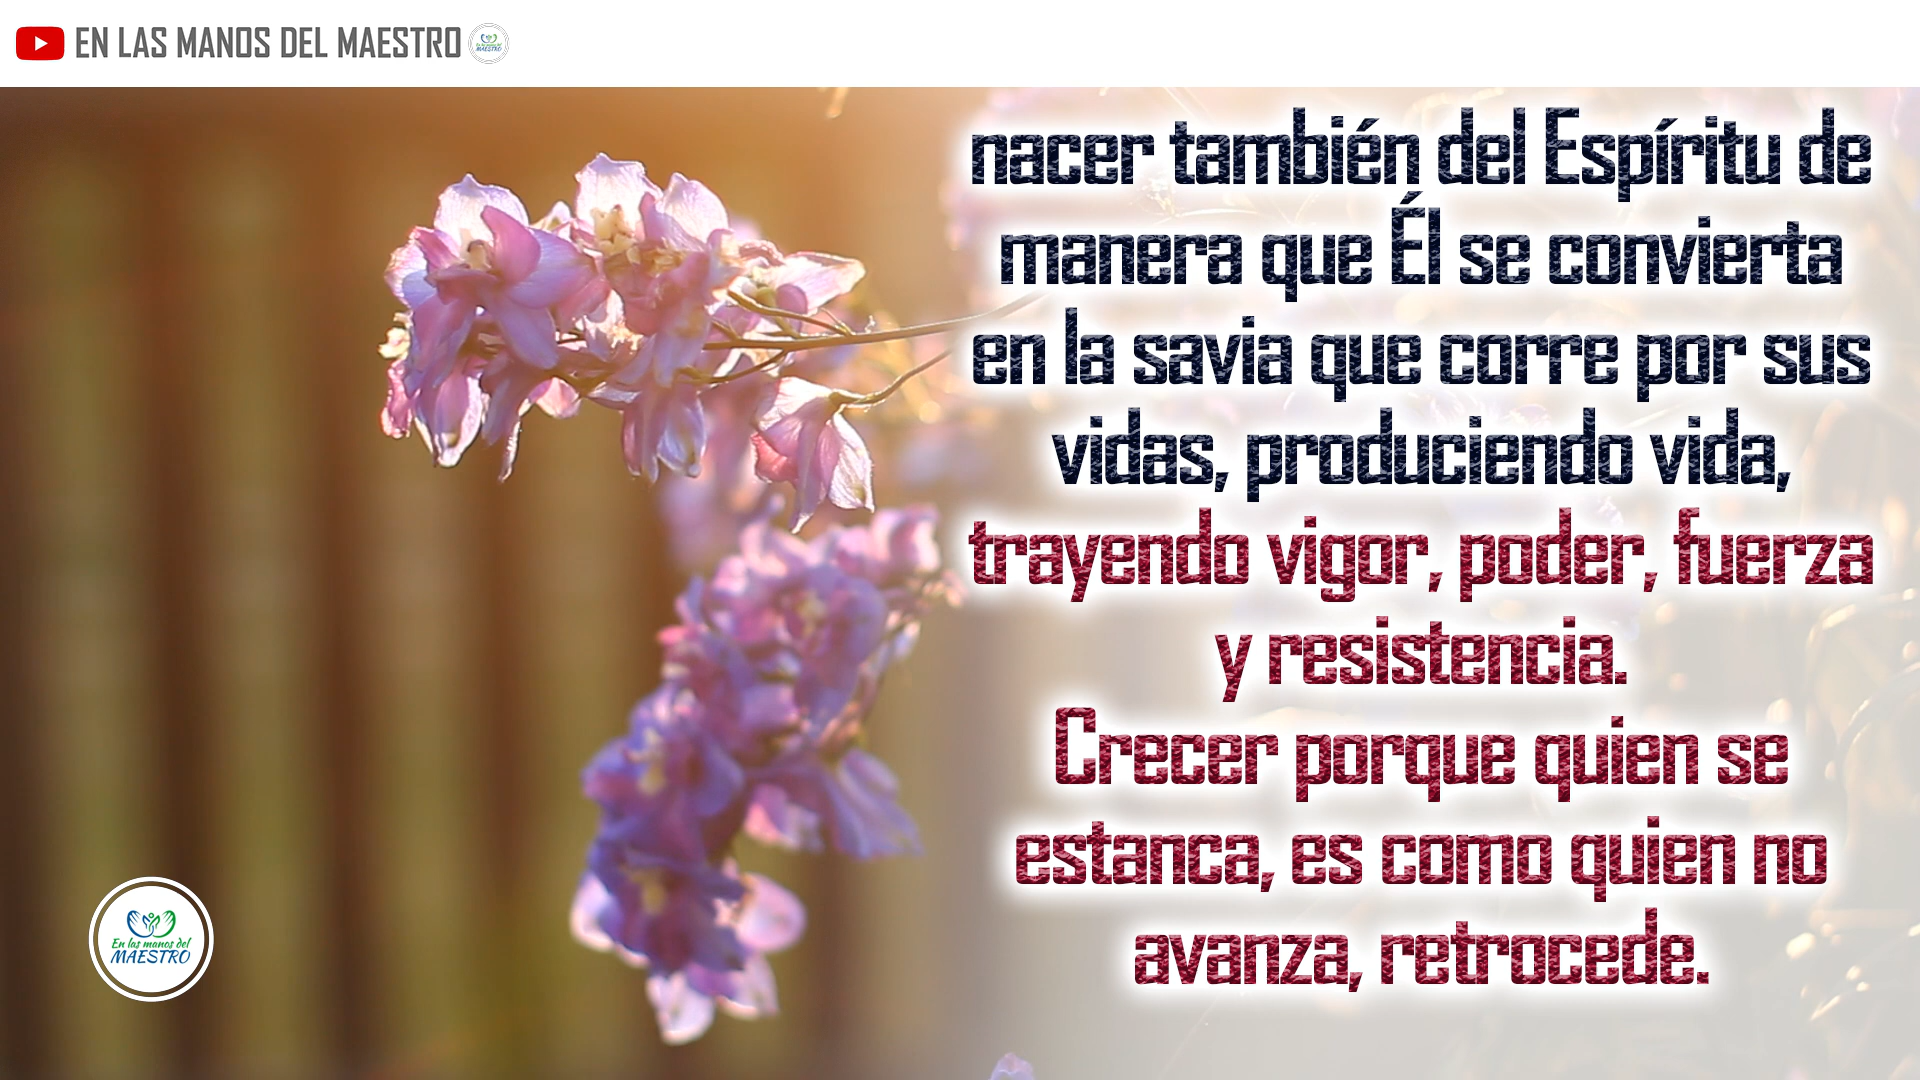 EN LAS MANOS DEL MAESTRO
nacer también del Espíritu de
manera que Él se convierta
en la savia que corre por sus
vidas, produciendo vida,
trayendo vigor, poder, fuerza
y resistencia.
Crecer porque quien se
estanca, es como quien no
avanza, retrocede.
En las manos del
MAESTRO